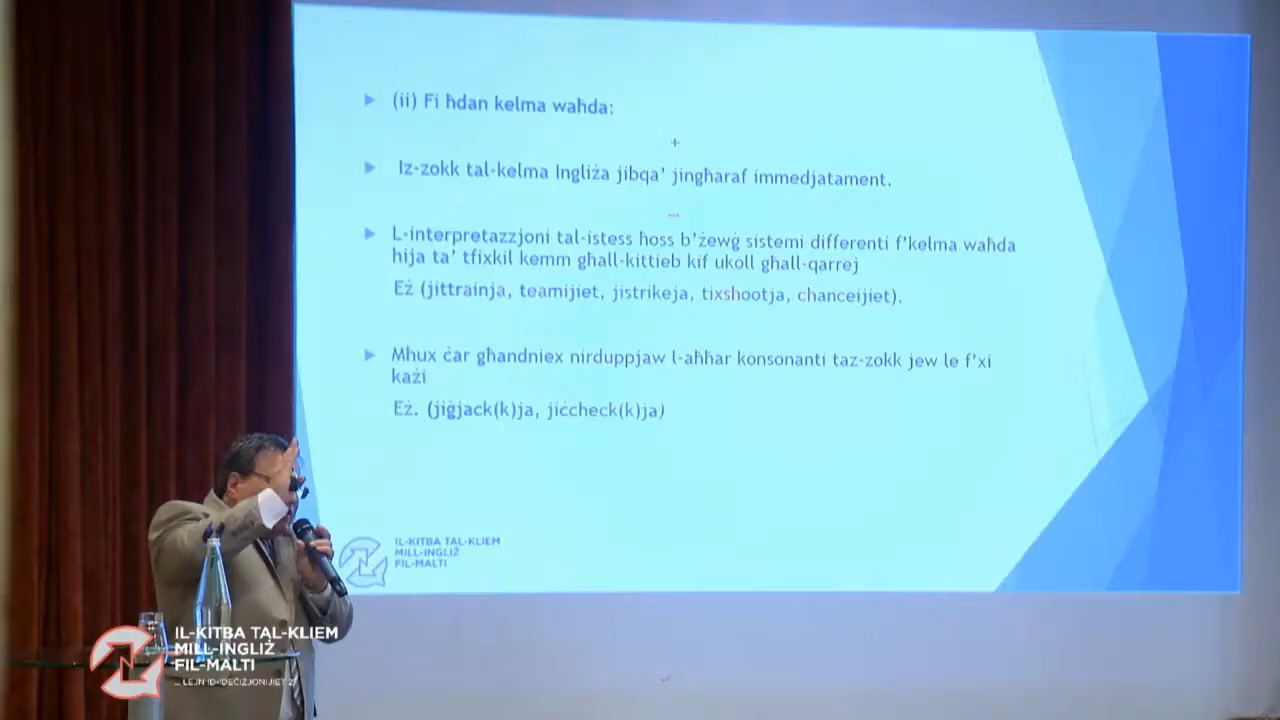 (ii) Fi ħdan kelma waħda:
+
Iz-zokk tal-kelma Ingliża jibqa' jingħaraf immedjatament.
—
L-interpretazzjoni tal-istess ħoss b'żewġ sistemi differenti f'kelma waħda
hija ta' tfixkil kemm għall-kittieb kif ukoll għall-qarrej
Eż (jittrainja, teamijiet, jistrikeja, tixshootja, chanceijiet).
Mhux ċar għandniex nirduppjaw l-aħħar konsonanti taz-zokk jew le f'xi
każi
Eż. (jiġjack(k)ja, jiċcheck(k)ja)
IL-KITBA TAL-KLIEM
MILL-INGLIŻ
FIL-MALTI
IL-KITBA TAL-KLIEM
MILL-INGLIŻ
FIL-MALTI
... LEJN ID-DEĊIŻJONIJIET 2